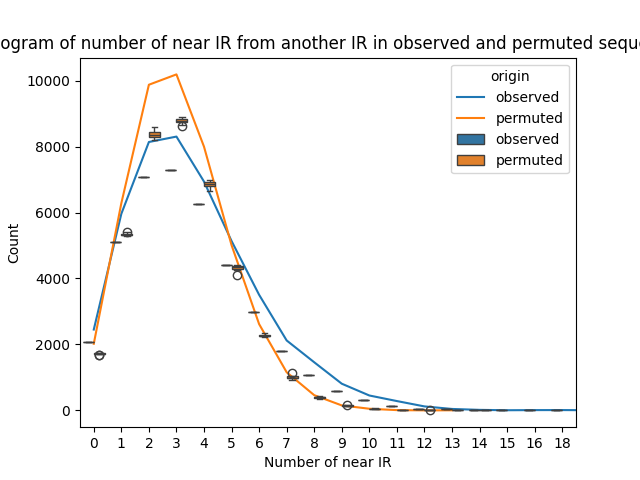 ogram of number of near IR from another IR in observed and permuted sequ
origin
observed
permuted
observed
permuted
Count
10000
8000
6000
4000
2000
0
0 1 2 3 4 5 6 7 8 9 10 11 12 13 14 15 16 17 18
Number of near IR